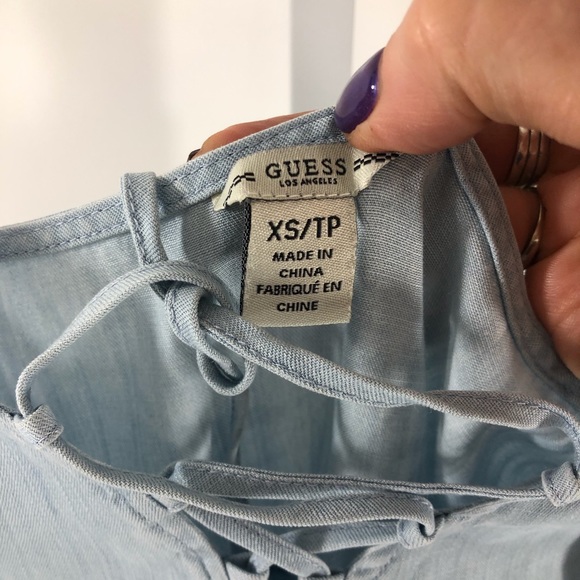 GUESS
LOS ANGELES
XS/TP
MADE IN
CHINA
FABRIQUÉ EN
CHINE